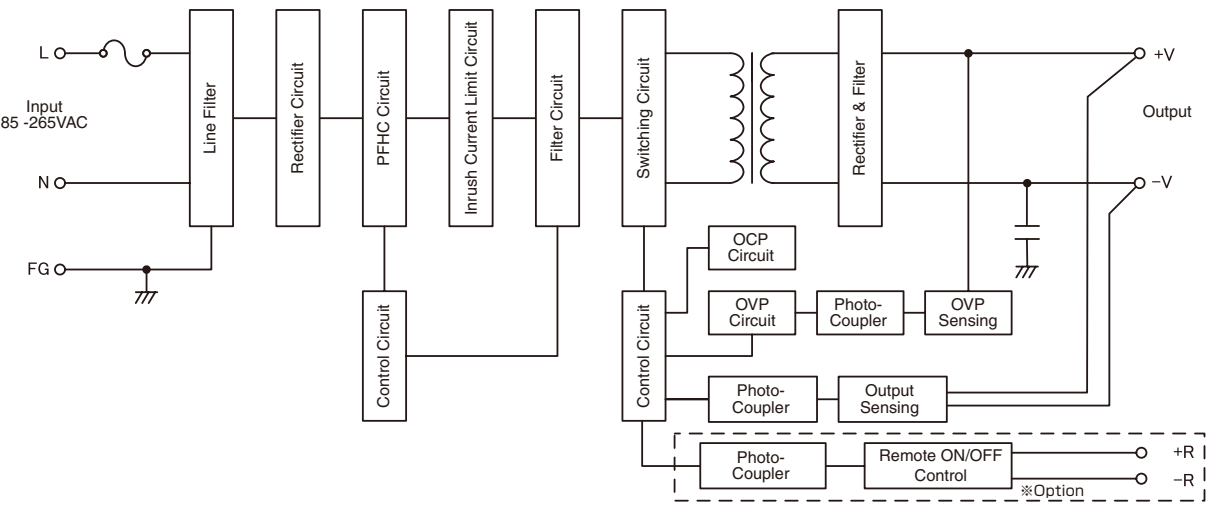 L
Input
85 -265VAC
N
FG
Line Filter
Rectifier Circuit
PFHC Circuit
Inrush Current Limit Circuit
Filter Circuit
Switching Circuit
Rectifier & Filter
+V
Output
−V
Control Circuit
Control Circuit
OCP
Circuit
OVP
Circuit
Photo-
Coupler
OVP
Sensing
Photo-
Coupler
Output
Sensing
Photo-
Coupler
Remote ON/OFF
Control
+R
−R
※Option